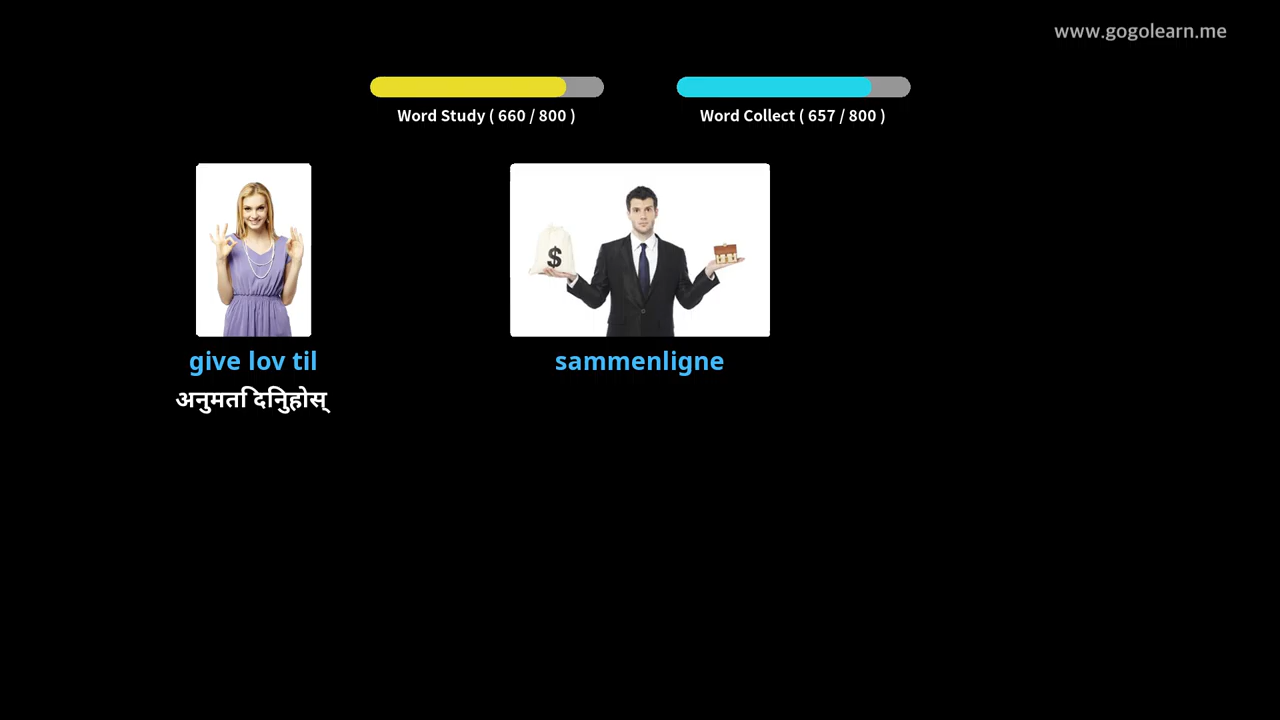 www.gogolearn.me
Word Study ( 660 / 800 )
Word Collect ( 657 / 800 )
$
give lov til
sammenligne
अनुमति दिनुहोस्